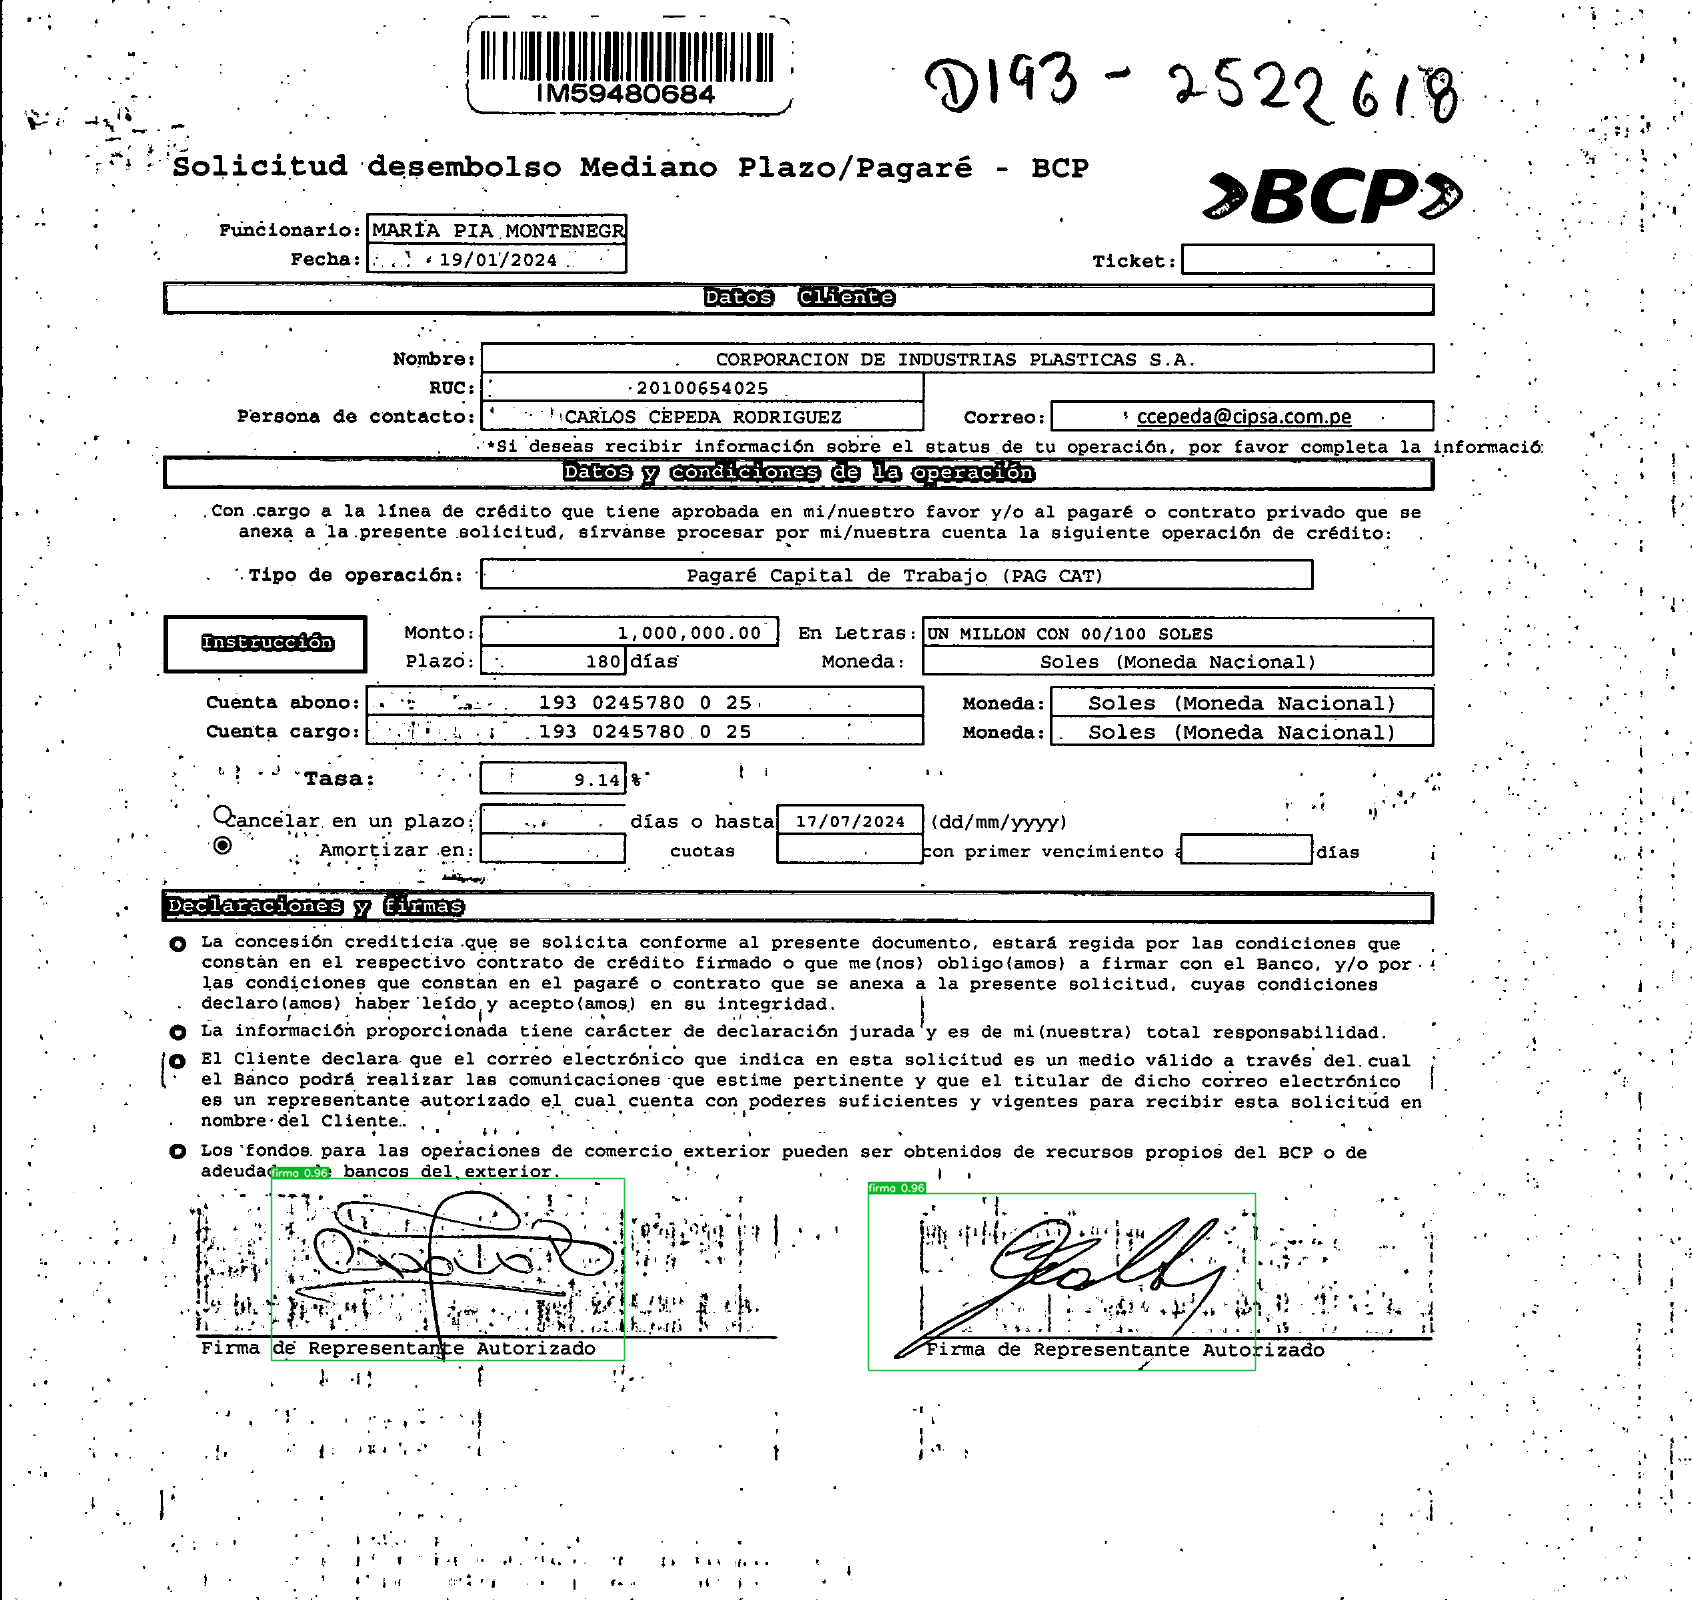 IM59480684
D193-2522618
Solicitud desembolso Mediano Plazo/Pagaré - BCP
BCP
Funcionario: MARÍA PIA MONTENEGR
Fecha: 19/01/2024
Ticket:
Datos Cliente
Nombre: CORPORACION DE INDUSTRIAS PLASTICAS S.A.
RUC: 20100654025
Persona de contacto: CARLOS CEPEDA RODRIGUEZ Correo: ccepeda@cipsa.com.pe
*Si deseas recibir información sobre el status de tu operación, por favor completa la informació
Datos y condiciones de la operación
Con cargo a la línea de crédito que tiene aprobada en mi/nuestro favor y/o al pagaré o contrato privado que se
anexa a la presente solicitud, sírvanse procesar por mi/nuestra cuenta la siguiente operación de crédito:
Tipo de operación: Pagaré Capital de Trabajo (PAG CAT)
Instrucción
Monto: 1,000,000.00 En Letras: UN MILLON CON 00/100 SOLES
Plazo: 180 días Moneda: Soles (Moneda Nacional)
Cuenta abono: 193 0245780 0 25 Moneda: Soles (Moneda Nacional)
Cuenta cargo: 193 0245780 0 25 Moneda: Soles (Moneda Nacional)
Tasa: 9.14 %
Cancelar en un plazo: días o hasta 17/07/2024 (dd/mm/yyyy)
Amortizar en: cuotas con primer vencimiento a días
Declaraciones y firmas
La concesión crediticia que se solicita conforme al presente documento, estará regida por las condiciones que
constan en el respectivo contrato de crédito firmado o que me(nos) obligo(amos) a firmar con el Banco, y/o por
las condiciones que constan en el pagaré o contrato que se anexa a la presente solicitud, cuyas condiciones
declaro(amos) haber leído y acepto(amos) en su integridad.
La información proporcionada tiene carácter de declaración jurada y es de mi(nuestra) total responsabilidad.
El Cliente declara que el correo electrónico que indica en esta solicitud es un medio válido a través del cual
el Banco podrá realizar las comunicaciones que estime pertinente y que el titular de dicho correo electrónico
es un representante autorizado el cual cuenta con poderes suficientes y vigentes para recibir esta solicitud en
nombre del Cliente.
Los fondos para las operaciones de comercio exterior pueden ser obtenidos de recursos propios del BCP o de
bancos del exterior.
firma 0.96
firma 0.96
Firma de Representante Autorizado
Firma de Representante Autorizado